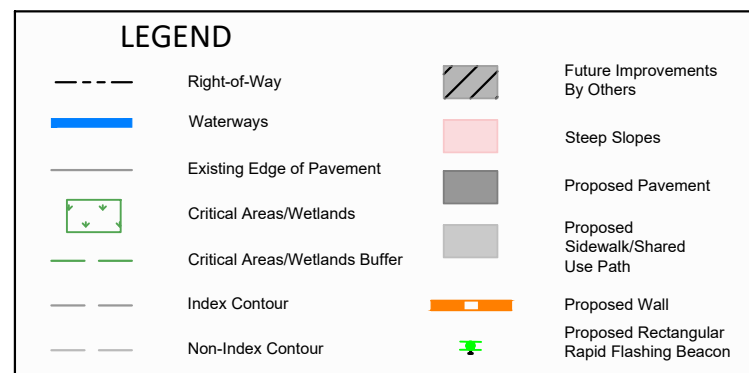 LEGEND
Right-of-Way
Waterways
Existing Edge of Pavement
Critical Areas/Wetlands
Critical Areas/Wetlands Buffer
Index Contour
Non-Index Contour
Future Improvements
By Others
Steep Slopes
Proposed Pavement
Proposed
Sidewalk/Shared
Use Path
Proposed Wall
Proposed Rectangular
Rapid Flashing Beacon